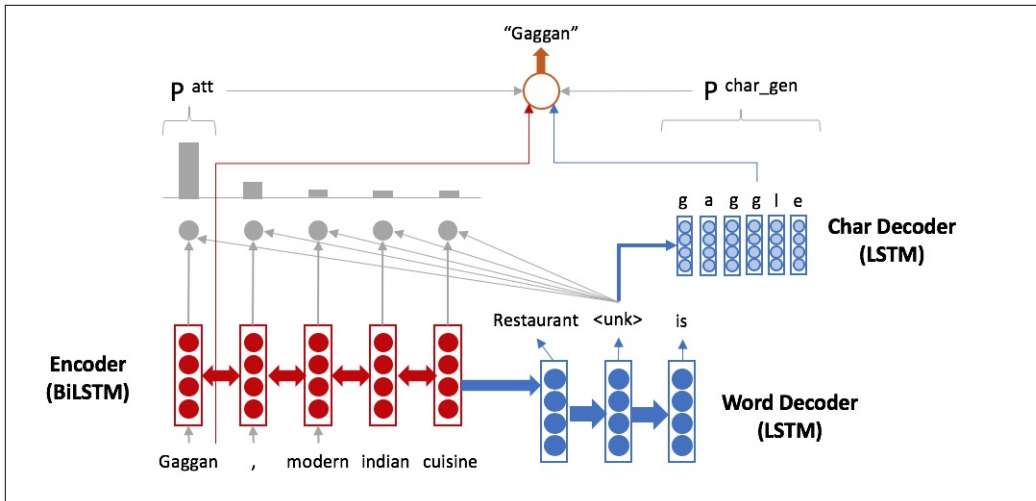 “Gaggan”
P att
P char_gen
g a g g l e
Char Decoder
(LSTM)
Restaurant <unk> is
Encoder
(BiLSTM)
Word Decoder
(LSTM)
Gaggan , modern indian cuisine